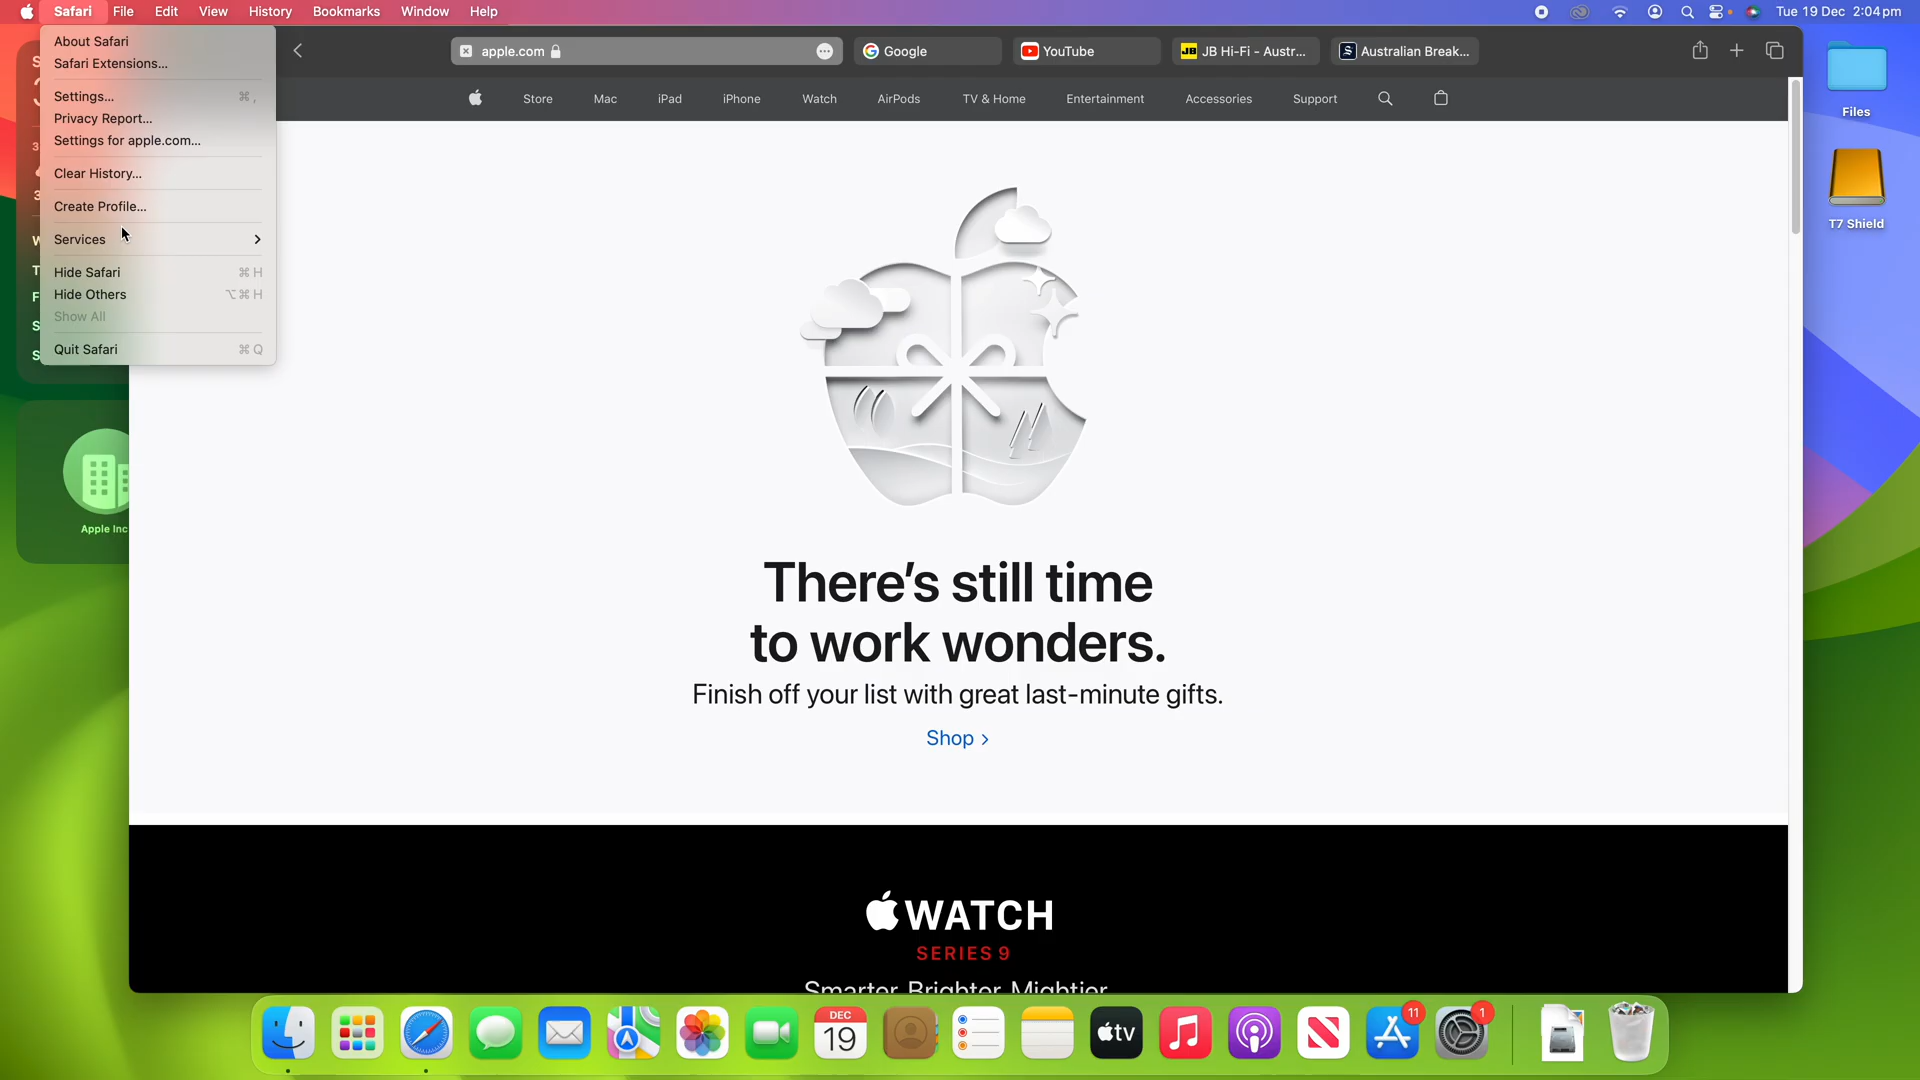 Safari File Edit View History Bookmarks Window Help
Tue 19 Dec 2:04pm
About Safari
Safari Extensions...
Settings... ⌘ ,
Privacy Report...
Settings for apple.com...
Clear History...
Create Profile...
Services
Hide Safari ⌘ H
Hide Others ⌥ ⌘ H
Show All
Quit Safari ⌘ Q
apple.com
Google
YouTube
JB JB Hi-Fi - Austr...
Australian Break...
Store Mac iPad iPhone Watch AirPods TV & Home Entertainment Accessories Support
Files
T7 Shield
Apple Inc
There's still time
to work wonders.
Finish off your list with great last-minute gifts.
Shop >
WATCH
SERIES 9
Smarter. Brighter. Mightier.
DEC
19
tv
11
1